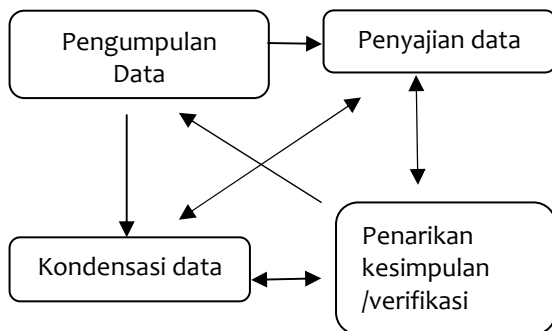 Pengumpulan
Data
Penyajian data
Kondensasi data
Penarikan
kesimpulan
/verifikasi